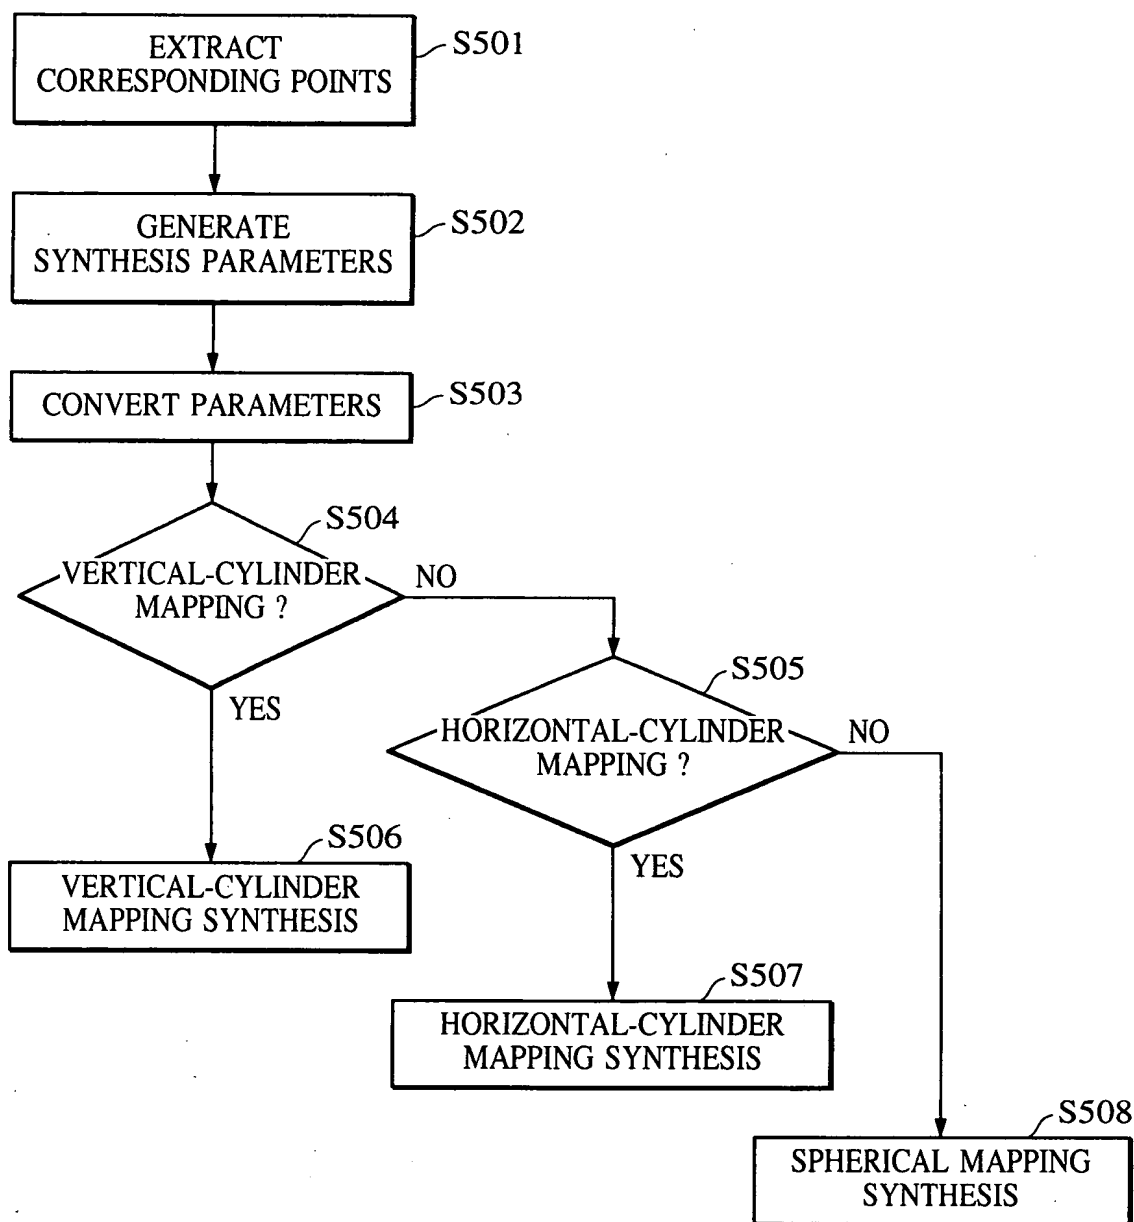 EXTRACT
CORRESPONDING POINTS
S501
GENERATE
SYNTHESIS PARAMETERS
S502
CONVERT PARAMETERS
S503
S504
VERTICAL-CYLINDER
MAPPING ?
NO
YES
S505
HORIZONTAL-CYLINDER
MAPPING ?
NO
YES
S506
VERTICAL-CYLINDER
MAPPING SYNTHESIS
S507
HORIZONTAL-CYLINDER
MAPPING SYNTHESIS
S508
SPHERICAL MAPPING
SYNTHESIS